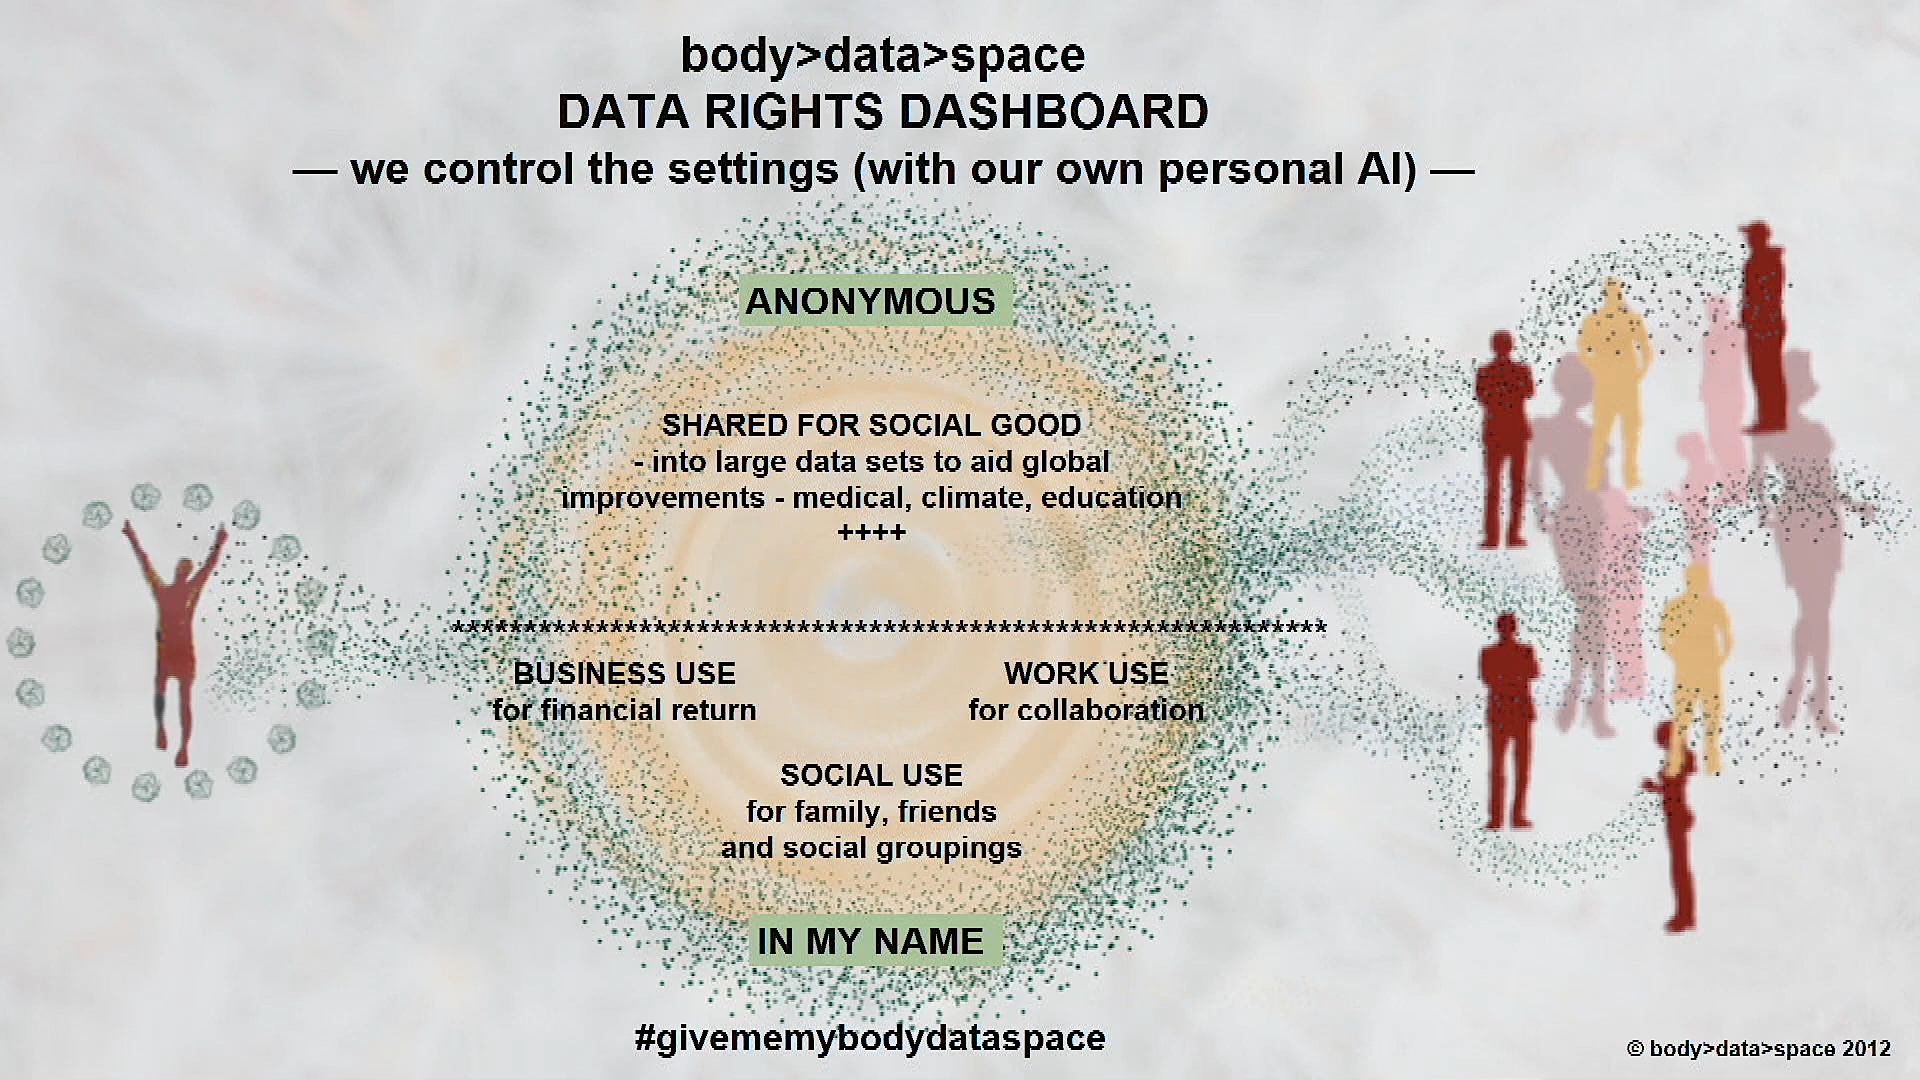 body>data>space
DATA RIGHTS DASHBOARD
— we control the settings (with our own personal AI) —
ANONYMOUS
SHARED FOR SOCIAL GOOD
- into large data sets to aid global
improvements - medical, climate, education
++++
*************************************************************
BUSINESS USE
for financial return
WORK USE
for collaboration
SOCIAL USE
for family, friends
and social groupings
IN MY NAME
#givememybodydataspace
© body>data>space 2012